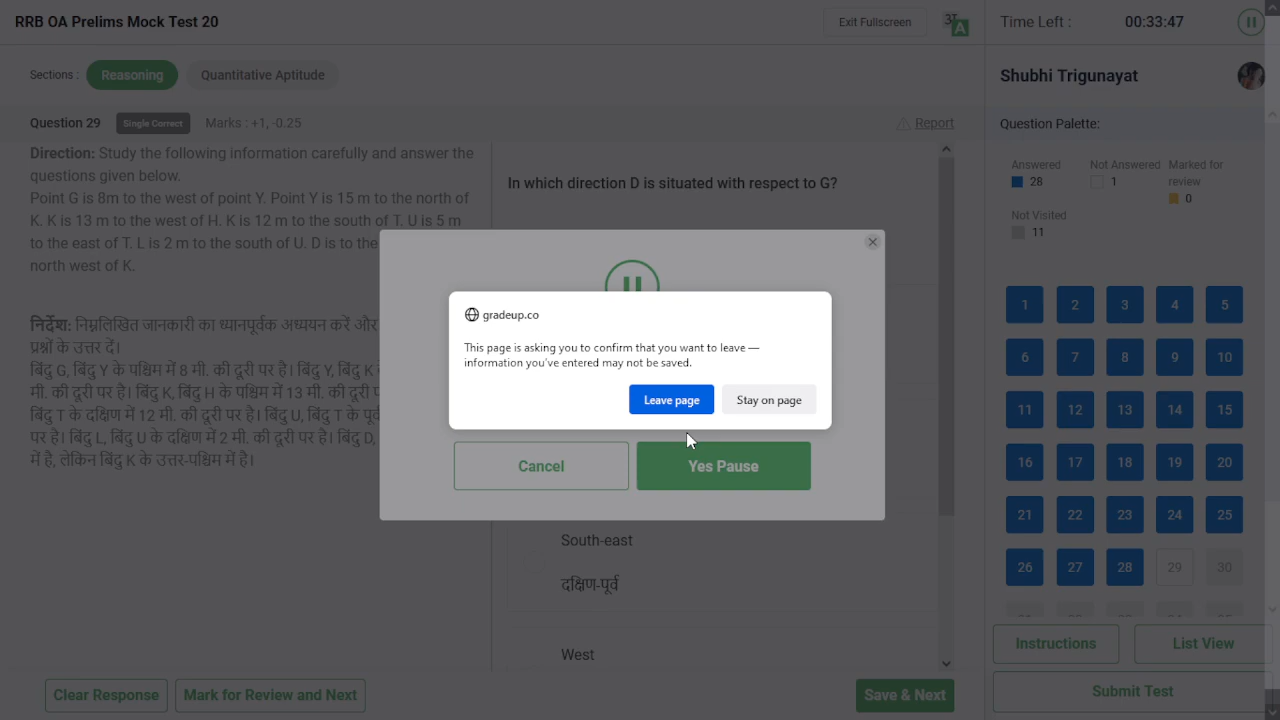 RRB OA Prelims Mock Test 20
Exit Fullscreen
Time Left :
00:33:47
Sections :
Reasoning
Quantitative Aptitude
Shubhi Trigunayat
Question 29
Single Correct
Marks : +1, -0.25
Report
Question Palette:
Direction: Study the following information carefully and answer the
questions given below.
Point G is 8m to the west of point Y. Point Y is 15 m to the north of
K. K is 13 m to the west of H. K is 12 m to the south of T. U is 5 m
to the east of T. L is 2 m to the south of U. D is to the
north west of K.
निर्देश: निम्नलिखित जानकारी का ध्यानपूर्वक अध्ययन करें और
प्रश्नों के उत्तर दें।
बिंदु G, बिंदु Y के पश्चिम में 8 मी. की दूरी पर है। बिंदु Y, बिंदु K
मी. की दूरी पर है। बिंदु K, बिंदु H के पश्चिम में 13 मी. की दूरी प
बिंदु T के दक्षिण में 12 मी. की दूरी पर है। बिंदु U, बिंदु T के पूर्व
पर है। बिंदु L, बिंदु U के दक्षिण में 2 मी. की दूरी पर है। बिंदु D,
में है, लेकिन बिंदु K के उत्तर-पश्चिम में है।
In which direction D is situated with respect to G?
gradeup.co
This page is asking you to confirm that you want to leave —
information you've entered may not be saved.
Leave page
Stay on page
Cancel
Yes Pause
South-east
दक्षिण-पूर्व
West
Answered
28
Not Answered
1
Marked for
review
0
Not Visited
11
1 2 3 4 5
6 7 8 9 10
11 12 13 14 15
16 17 18 19 20
21 22 23 24 25
26 27 28 29 30
Instructions
List View
Clear Response
Mark for Review and Next
Save & Next
Submit Test